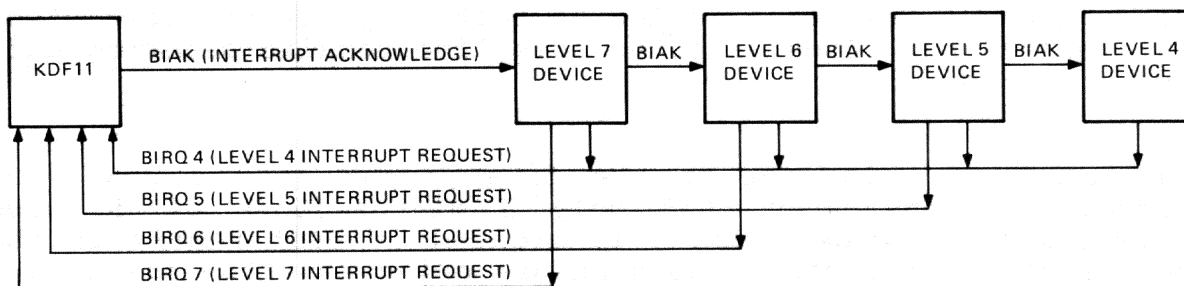 KDF11
BIAK (INTERRUPT ACKNOWLEDGE)
LEVEL 7
DEVICE
BIAK
LEVEL 6
DEVICE
BIAK
LEVEL 5
DEVICE
BIAK
LEVEL 4
DEVICE
BIRQ 4 (LEVEL 4 INTERRUPT REQUEST)
BIRQ 5 (LEVEL 5 INTERRUPT REQUEST)
BIRQ 6 (LEVEL 6 INTERRUPT REQUEST)
BIRQ 7 (LEVEL 7 INTERRUPT REQUEST)